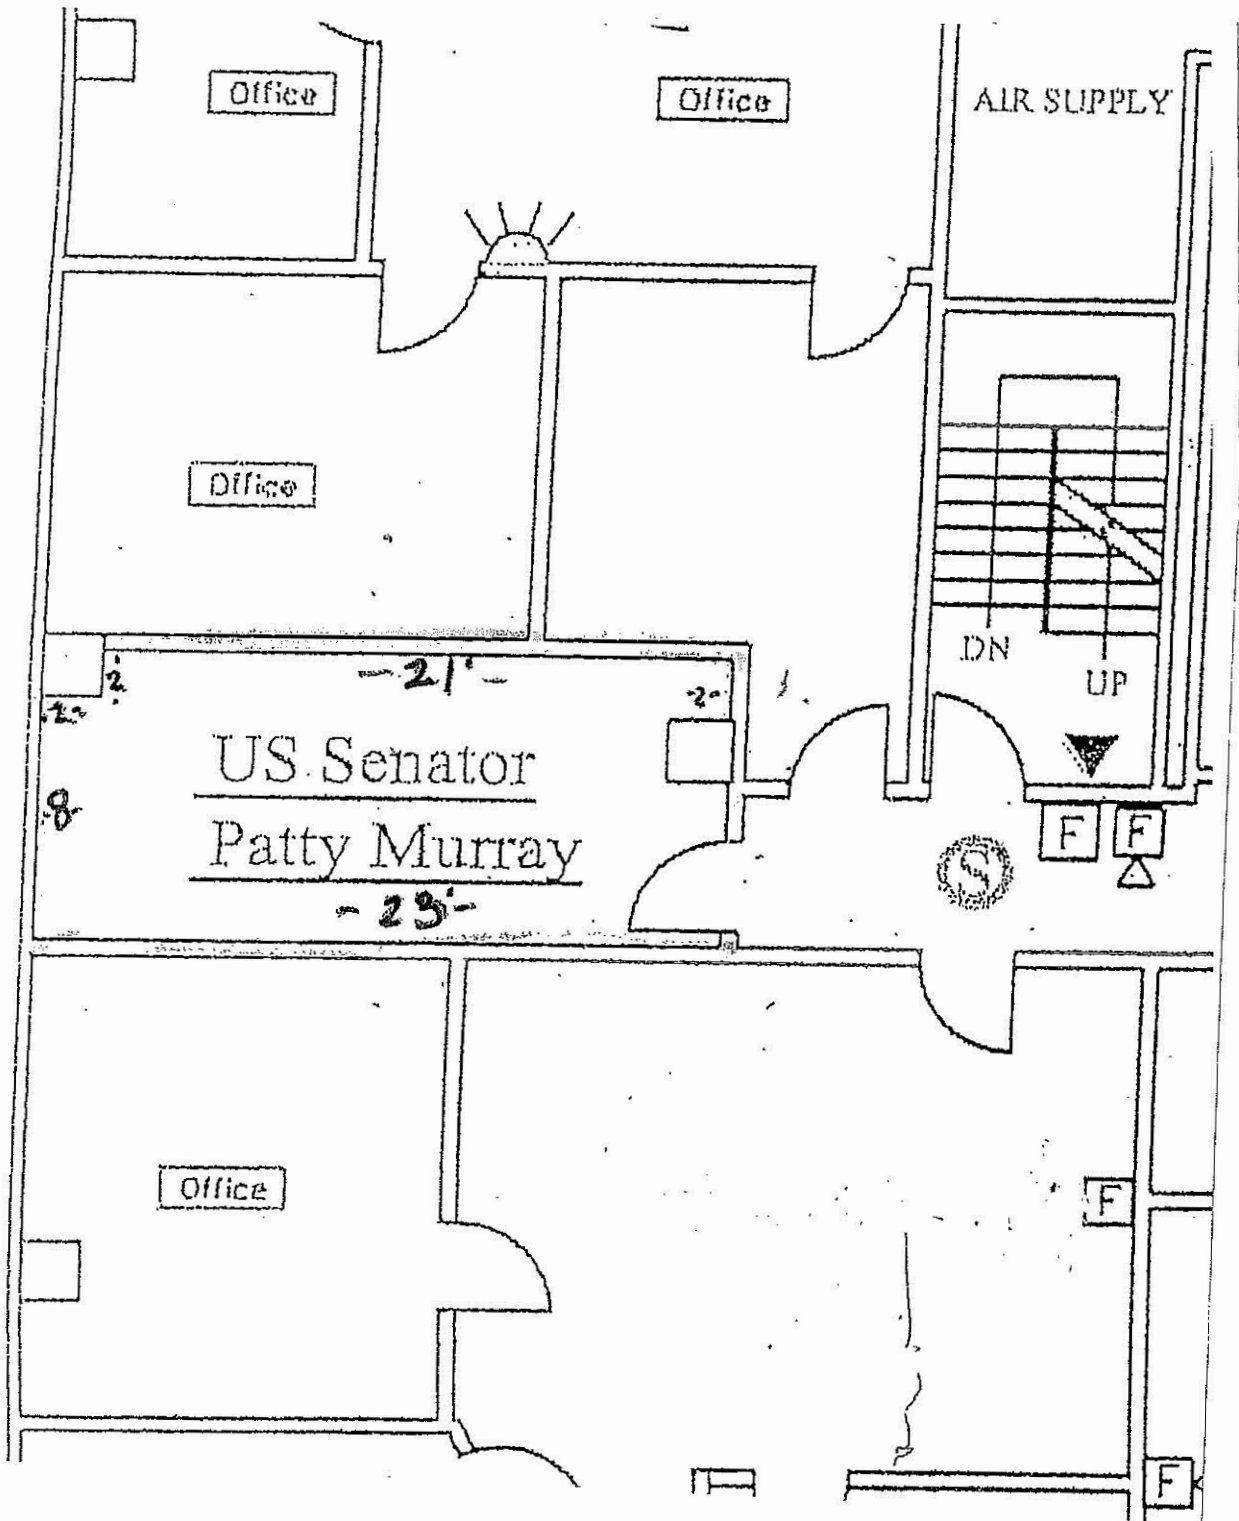 Office
Office
AIR SUPPLY
Office
DN
UP
- 21' -
2'
-2-
-2-
US Senator
Patty Murray
-8-
- 23' -
F
F
S
Office
F
F